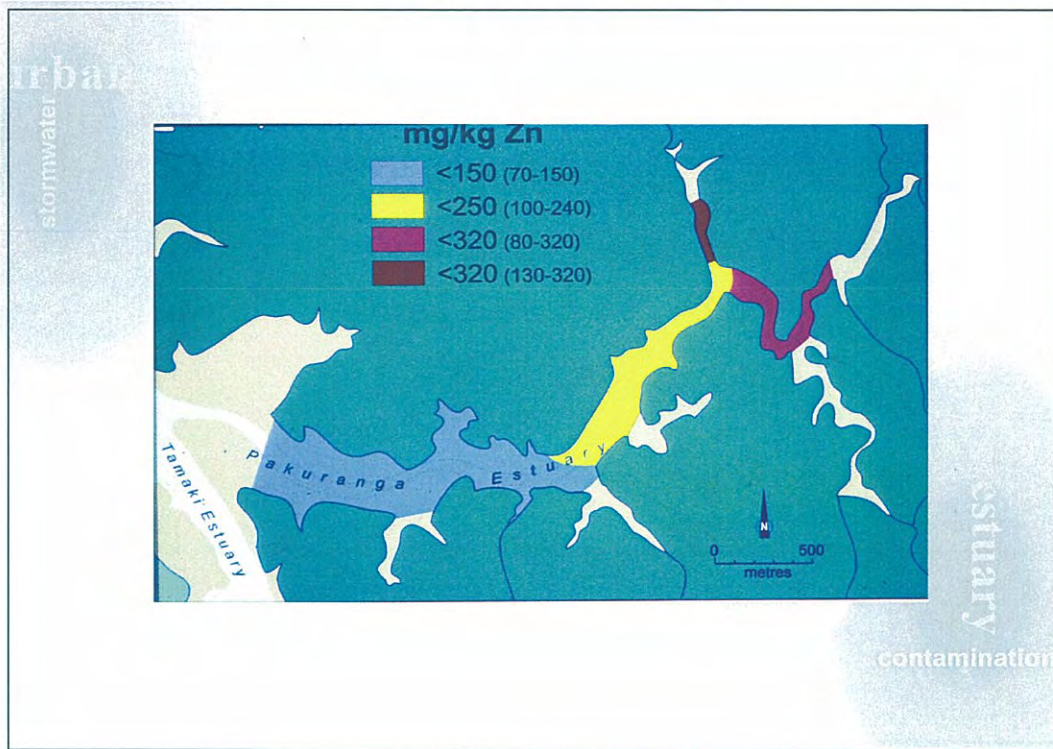 urban
stormwater
mg/kg Zn
<150 (70-150)
<250 (100-240)
<320 (80-320)
<320 (130-320)
Pakuranga Estuary
Tamaki Estuary
N
0 500
metres
estuary
contamination